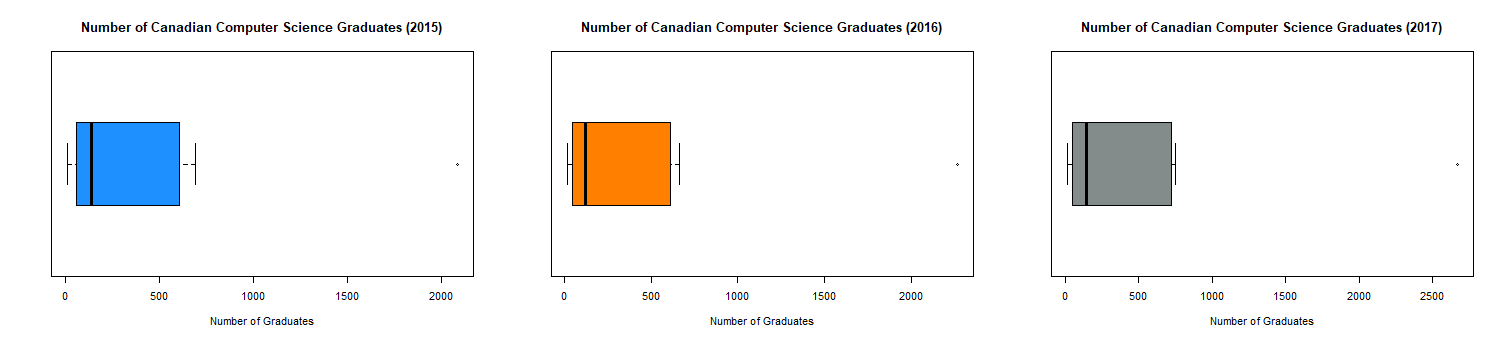 Number of Canadian Computer Science Graduates (2015)
0 500 1000 1500 2000
Number of Graduates
Number of Canadian Computer Science Graduates (2016)
0 500 1000 1500 2000
Number of Graduates
Number of Canadian Computer Science Graduates (2017)
0 500 1000 1500 2000 2500
Number of Graduates